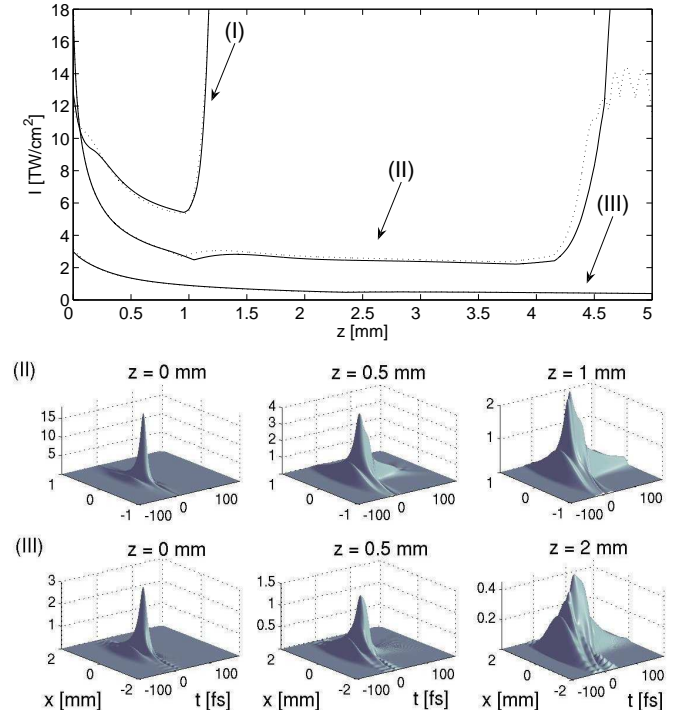 18
16
14
12
10
8
6
4
2
0
I [TW/cm²]
(I)
(II)
(III)
0 0.5 1 1.5 2 2.5 3 3.5 4 4.5 5
z [mm]
(II)
z = 0 mm z = 0.5 mm z = 1 mm
15
10
5
1 0 -1 -100 0 100
4
3
2
1
1 0 -1 -100 0 100
2
1
1 0 -1 -100 0 100
(III)
z = 0 mm z = 0.5 mm z = 2 mm
3
2
1
2 0 -2 -100 0 100
1.5
1
0.5
2 0 -2 -100 0 100
0.4
0.2
2 0 -2 -100 0 100
x [mm] t [fs] x [mm] t [fs] x [mm] t [fs]